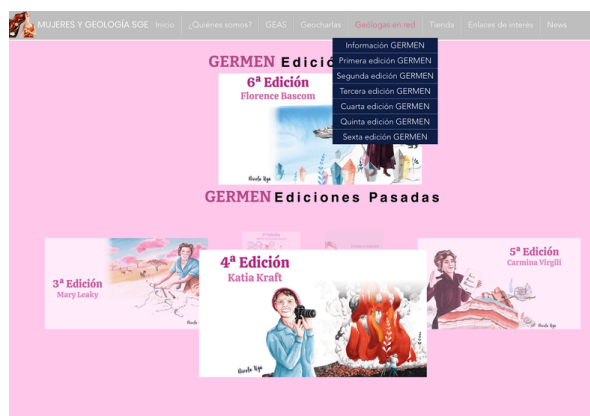 MUJERES Y GEOLOGÍA SGE Inicio ¿Quiénes somos? GEAS Geocharlas Geólogas en red Tienda Enlaces de interés News
Información GERMEN
Primera edición GERMEN
Segunda edición GERMEN
Tercera edición GERMEN
Cuarta edición GERMEN
Quinta edición GERMEN
Sexta edición GERMEN
GERMEN Edició
6ª Edición
Florence Bascom
GERMEN Ediciones Pasadas
3ª Edición
Mary Leaky
4ª Edición
Katia Kraft
5ª Edición
Carmina Virgili